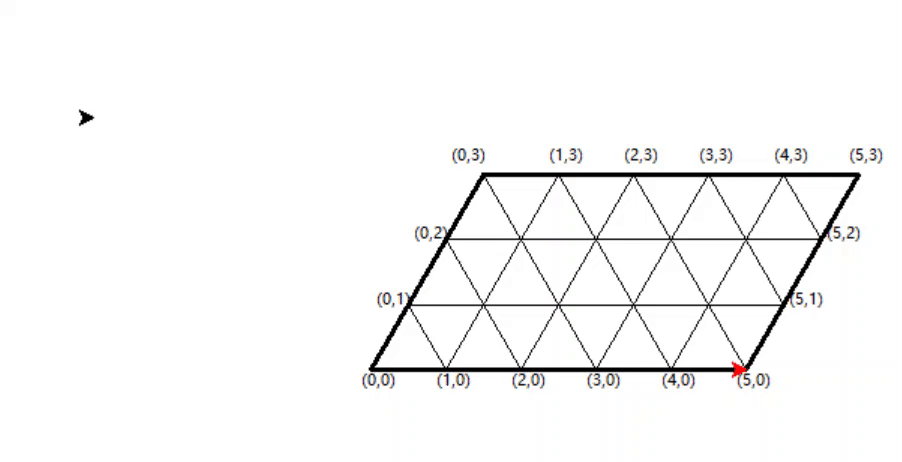 (0,3) (1,3) (2,3) (3,3) (4,3) (5,3)
(0,2) (5,2)
(0,1) (5,1)
(0,0) (1,0) (2,0) (3,0) (4,0) (5,0)